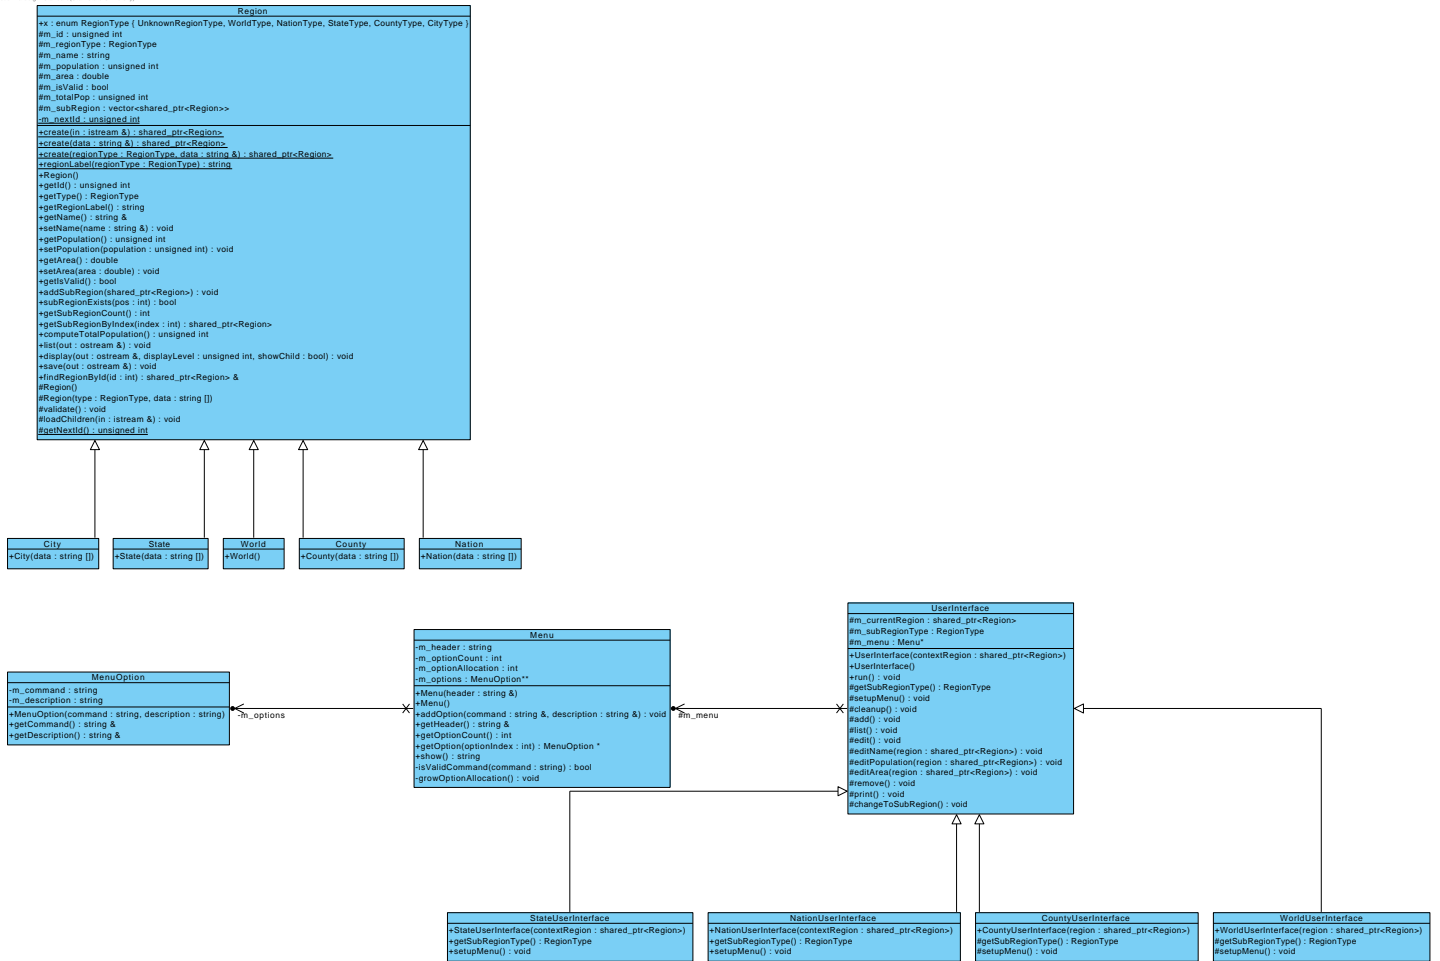 Region
+x : enum RegionType { UnknownRegionType, WorldType, NationType, StateType, CountyType, CityType }
#m_id : unsigned int
#m_regionType : RegionType
#m_name : string
#m_population : unsigned int
#m_area : double
#m_isValid : bool
#m_totalPop : unsigned int
#m_subRegion : vector<shared_ptr<Region>>
-m_nextId : unsigned int
+create(in : istream &) : shared_ptr<Region>
+create(data : string &) : shared_ptr<Region>
+create(regionType : RegionType, data : string &) : shared_ptr<Region>
+regionLabel(regionType : RegionType) : string
+Region()
+getId() : unsigned int
+getType() : RegionType
+getRegionLabel() : string
+getName() : string &
+setName(name : string &) : void
+getPopulation() : unsigned int
+setPopulation(population : unsigned int) : void
+getArea() : double
+setArea(area : double) : void
+getIsValid() : bool
+addSubRegion(shared_ptr<Region>) : void
+subRegionExists(pos : int) : bool
+getSubRegionCount() : int
+getSubRegionByIndex(index : int) : shared_ptr<Region>
+computeTotalPopulation() : unsigned int
+list(out : ostream &) : void
+display(out : ostream &, displayLevel : unsigned int, showChild : bool) : void
+save(out : ostream &) : void
+findRegionById(id : int) : shared_ptr<Region> &
#Region()
#Region(type : RegionType, data : string [])
#validate() : void
#loadChildren(in : istream &) : void
#getNextId() : unsigned int
City
+City(data : string [])
State
+State(data : string [])
World
+World()
County
+County(data : string [])
Nation
+Nation(data : string [])
MenuOption
-m_command : string
-m_description : string
+MenuOption(command : string, description : string)
+getCommand() : string &
+getDescription() : string &
-m_options
Menu
-m_header : string
-m_optionCount : int
-m_optionAllocation : int
-m_options : MenuOption**
+Menu(header : string &)
+Menu()
+addOption(command : string &, description : string &) : void
+getHeader() : string &
+getOptionCount() : int
+getOption(optionIndex : int) : MenuOption *
+show() : string
-isValidCommand(command : string) : bool
-growOptionAllocation() : void
#m_menu
UserInterface
#m_currentRegion : shared_ptr<Region>
#m_subRegionType : RegionType
#m_menu : Menu*
+UserInterface(contextRegion : shared_ptr<Region>)
+UserInterface()
+run() : void
#getSubRegionType() : RegionType
#setupMenu() : void
#cleanup() : void
#add() : void
#list() : void
#edit() : void
#editName(region : shared_ptr<Region>) : void
#editPopulation(region : shared_ptr<Region>) : void
#editArea(region : shared_ptr<Region>) : void
#remove() : void
#print() : void
#changeToSubRegion() : void
StateUserInterface
+StateUserInterface(contextRegion : shared_ptr<Region>)
+getSubRegionType() : RegionType
+setupMenu() : void
NationUserInterface
+NationUserInterface(contextRegion : shared_ptr<Region>)
+getSubRegionType() : RegionType
+setupMenu() : void
CountyUserInterface
+CountyUserInterface(region : shared_ptr<Region>)
#getSubRegionType() : RegionType
#setupMenu() : void
WorldUserInterface
+WorldUserInterface(region : shared_ptr<Region>)
#getSubRegionType() : RegionType
#setupMenu() : void